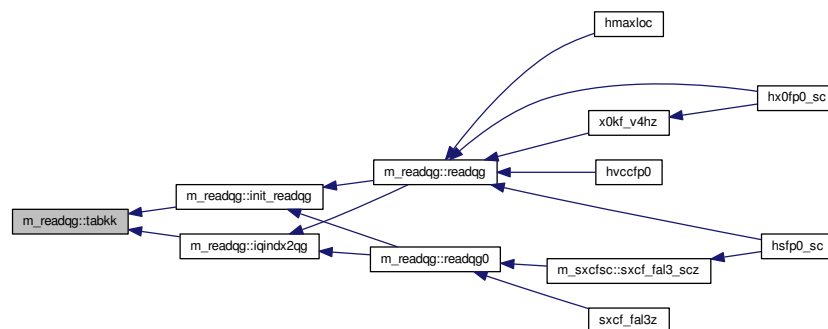 hmaxloc
hx0fp0_sc
x0kf_v4hz
m_readqg::readqg
hvccfp0
m_readqg::init_readqg
m_readqg::tabkk
m_readqg::iqindx2qg
hsfp0_sc
m_readqg::readqg0
m_sxcfsc::sxcf_fal3_scz
sxcf_fal3z